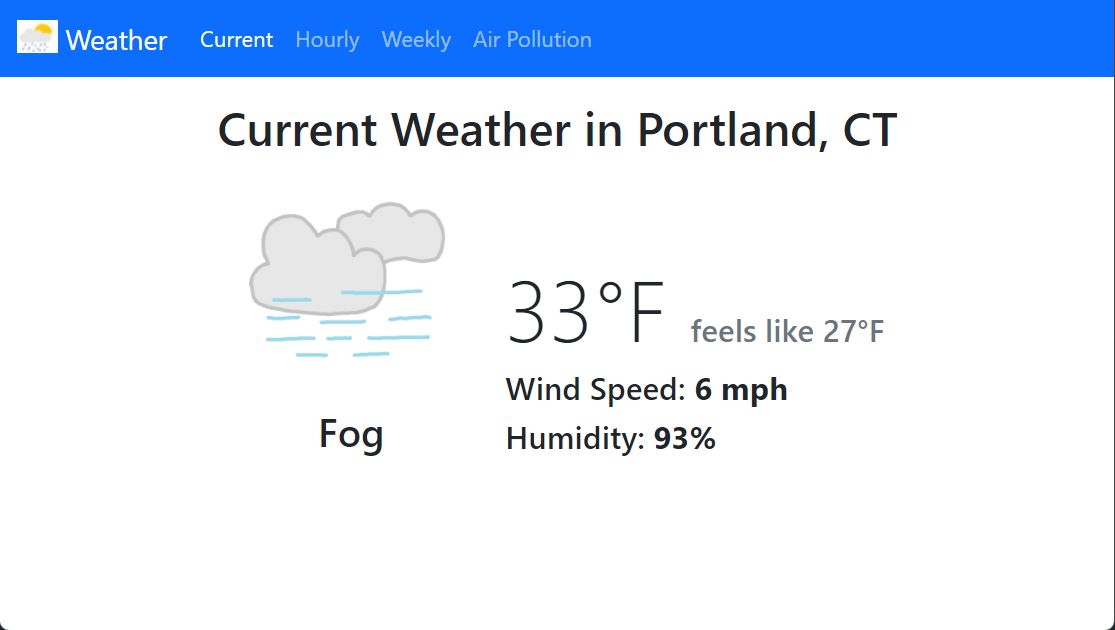 Weather Current Hourly Weekly Air Pollution
Current Weather in Portland, CT
33°F feels like 27°F
Wind Speed: 6 mph
Fog
Humidity: 93%